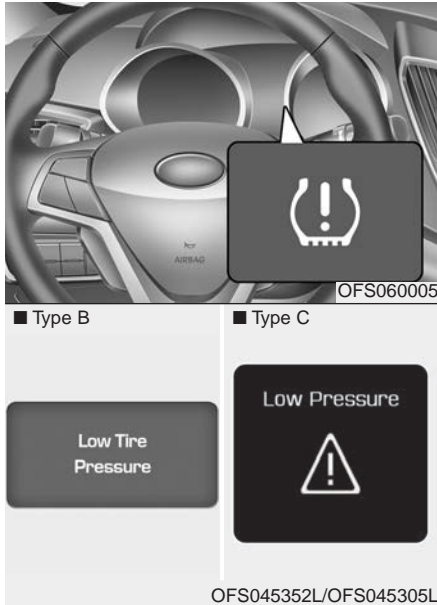 AIRBAG
OFS060005
■ Type B
■ Type C
Low Tire
Pressure
Low Pressure
OFS045352L/OFS045305L